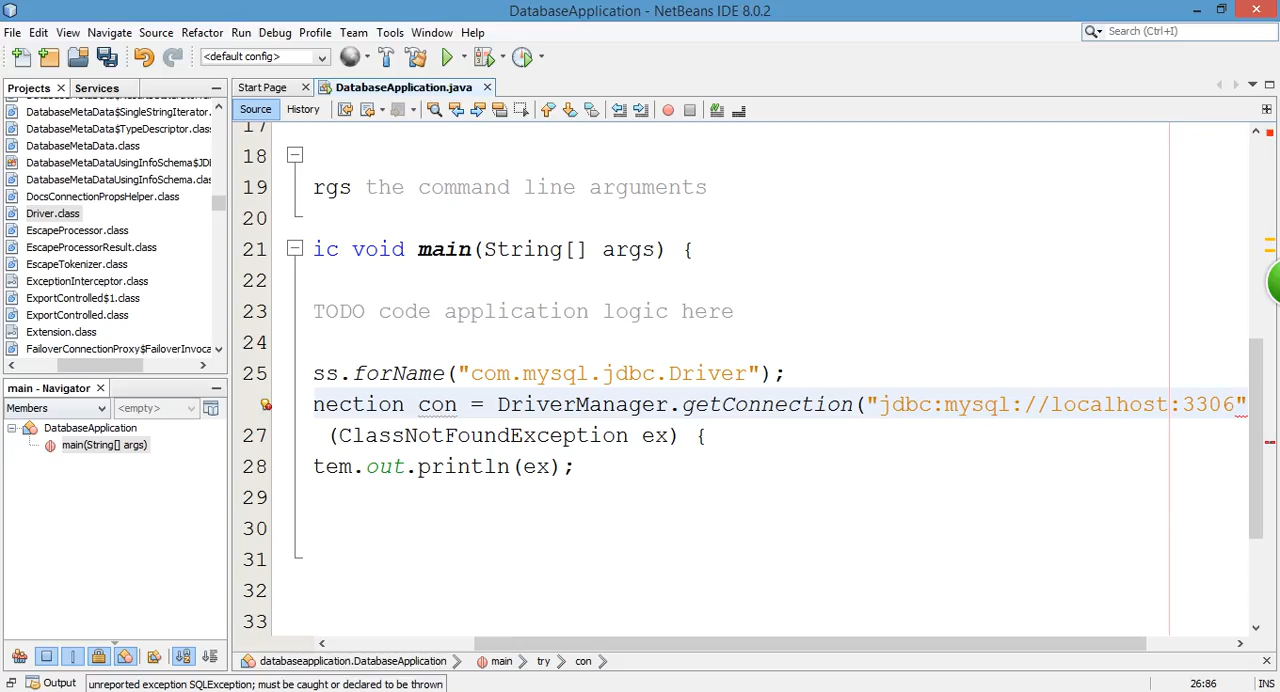 DatabaseApplication - NetBeans IDE 8.0.2
File Edit View Navigate Source Refactor Run Debug Profile Team Tools Window Help
Search (Ctrl+I)
<default config>
Projects Services
Start Page DatabaseApplication.java
Source History
DatabaseMetaData$SingleStringIterator.
DatabaseMetaData$TypeDescriptor.class
DatabaseMetaData.class
DatabaseMetaDataUsingInfoSchema$JD
DatabaseMetaDataUsingInfoSchema.clas
DocsConnectionPropsHelper.class
Driver.class
EscapeProcessor.class
EscapeProcessorResult.class
EscapeTokenizer.class
ExceptionInterceptor.class
ExportControlled$1.class
ExportControlled.class
Extension.class
FailoverConnectionProxy$FailoverInvoca
main - Navigator
Members <empty>
DatabaseApplication
main(String[] args)
17
18
19 rgs the command line arguments
20
21 ic void main(String[] args) {
22
23 TODO code application logic here
24
25 ss.forName("com.mysql.jdbc.Driver");
nection con = DriverManager.getConnection("jdbc:mysql://localhost:3306"
27 (ClassNotFoundException ex) {
28 tem.out.println(ex);
29
30
31
32
33
databaseapplication.DatabaseApplication main try con
Output unreported exception SQLException; must be caught or declared to be thrown
26:86 INS